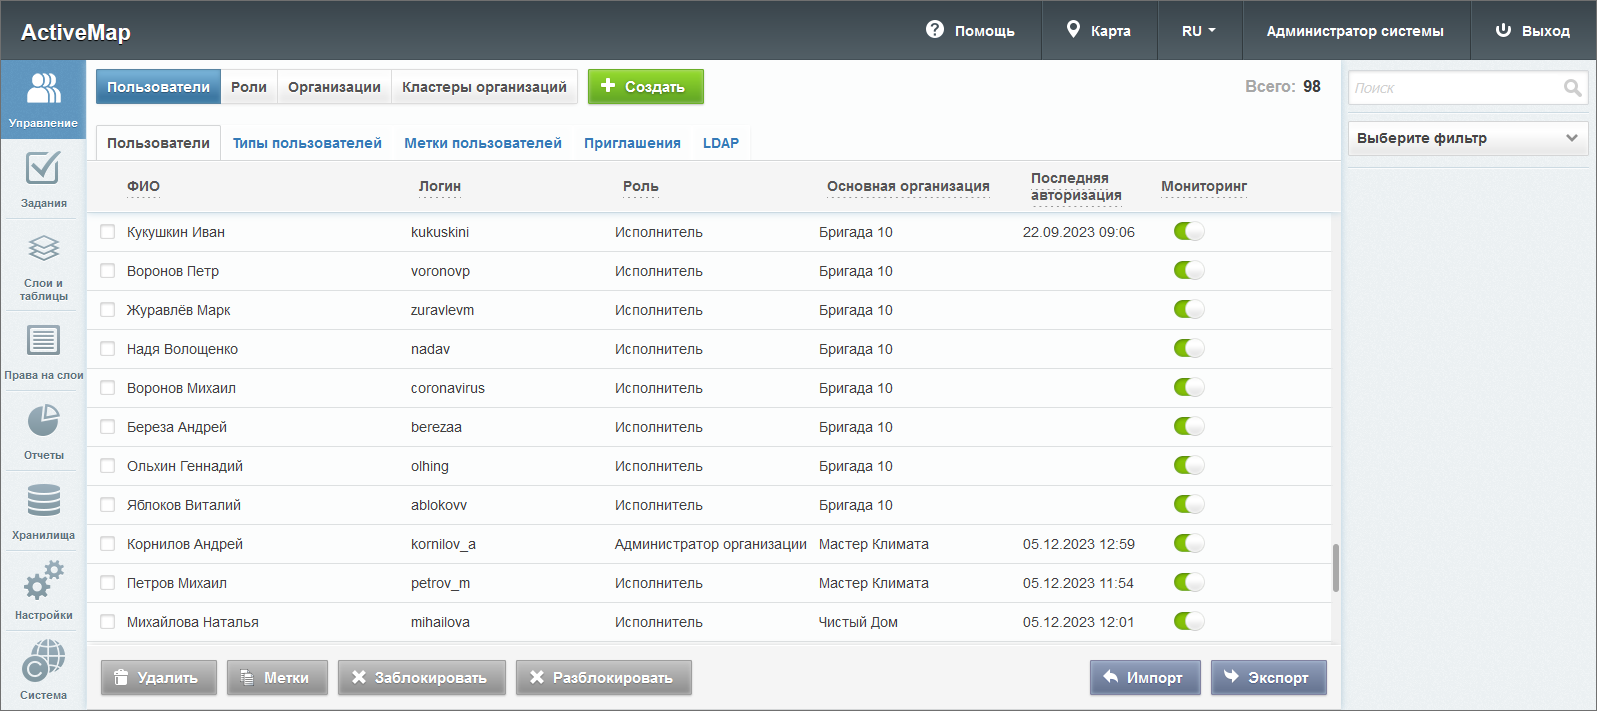 ActiveMap
Помощь
Карта
RU
Администратор системы
Выход
Управление
Задания
Слои и
таблицы
Права на слои
Отчеты
Хранилища
Настройки
Система
Пользователи Роли Организации Кластеры организаций Создать
Всего: 98
Пользователи Типы пользователей Метки пользователей Приглашения LDAP
ФИО Логин Роль Основная организация Последняя авторизация Мониторинг
Кукушкин Иван kukuskini Исполнитель Бригада 10 22.09.2023 09:06
Воронов Петр voronovp Исполнитель Бригада 10
Журавлёв Марк zuravlevm Исполнитель Бригада 10
Надя Волощенко nadav Исполнитель Бригада 10
Воронов Михаил coronavirus Исполнитель Бригада 10
Береза Андрей berezaa Исполнитель Бригада 10
Ольхин Геннадий olhing Исполнитель Бригада 10
Яблоков Виталий ablokovv Исполнитель Бригада 10
Корнилов Андрей kornilov_a Администратор организации Мастер Климата 05.12.2023 12:59
Петров Михаил petrov_m Исполнитель Мастер Климата 05.12.2023 11:54
Михайлова Наталья mihailova Исполнитель Чистый Дом 05.12.2023 12:01
Удалить Метки Заблокировать Разблокировать Импорт Экспорт
Поиск
Выберите фильтр